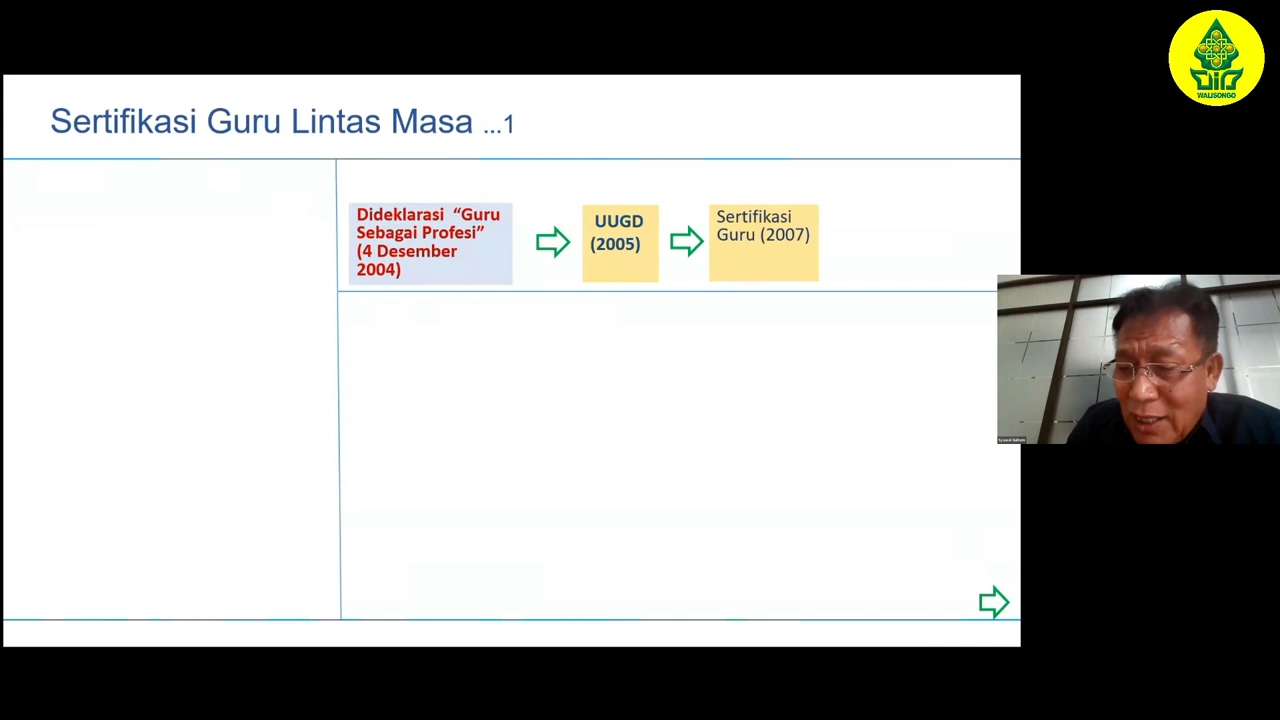 WALISONGO
Sertifikasi Guru Lintas Masa ...1
Dideklarasi “Guru
Sebagai Profesi”
(4 Desember
2004)
UUGD
(2005)
Sertifikasi
Guru (2007)